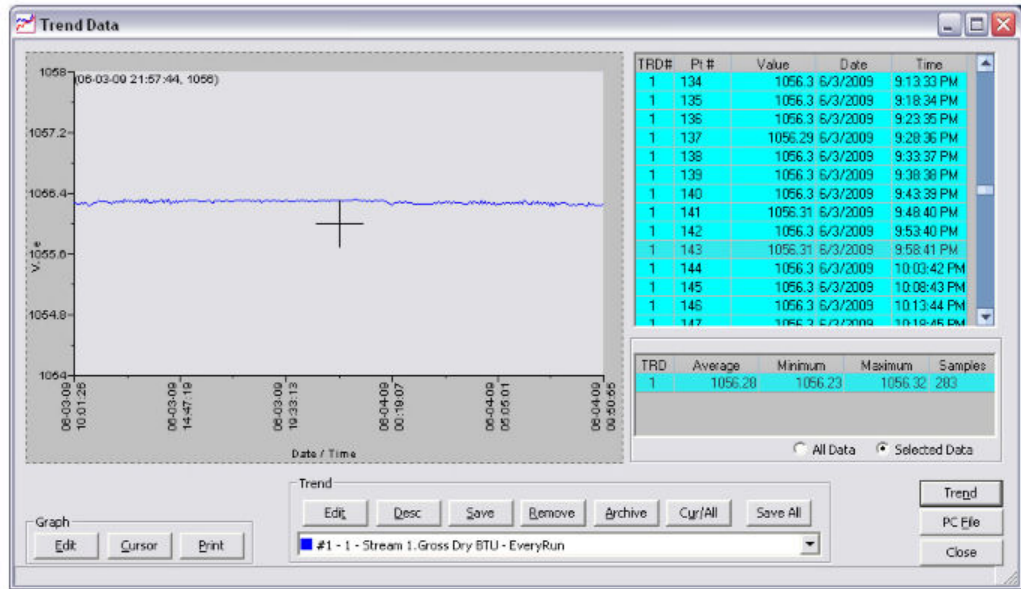 Trend Data
(06-03-09 21:57:44, 1056)
1058
1057.2
1056.4
1055.6
1054.8
1054
06-03-09 10:01:26
06-03-09 14:47:19
06-03-09 19:33:13
06-04-09 00:19:07
06-04-09 05:05:01
06-04-09 09:50:55
Date / Time
TRD# Pt # Value Date Time
1 134 1056.3 6/3/2009 9:13:33 PM
1 135 1056.3 6/3/2009 9:18:34 PM
1 136 1056.3 6/3/2009 9:23:35 PM
1 137 1056.29 6/3/2009 9:28:36 PM
1 138 1056.3 6/3/2009 9:33:37 PM
1 139 1056.3 6/3/2009 9:38:38 PM
1 140 1056.3 6/3/2009 9:43:39 PM
1 141 1056.31 6/3/2009 9:48:40 PM
1 142 1056.3 6/3/2009 9:53:40 PM
1 143 1056.31 6/3/2009 9:58:41 PM
1 144 1056.3 6/3/2009 10:03:42 PM
1 145 1056.3 6/3/2009 10:08:43 PM
1 146 1056.3 6/3/2009 10:13:44 PM
1 147 1056.3 6/3/2009 10:18:45 PM
TRD Average Minimum Maximum Samples
1 1056.28 1056.23 1056.32 283
All Data Selected Data
Graph
Edit Cursor Print
Trend
Edit Desc Save Remove Archive Cur/All Save All
#1 - 1 - Stream 1.Gross Dry BTU - EveryRun
Trend
PC File
Close